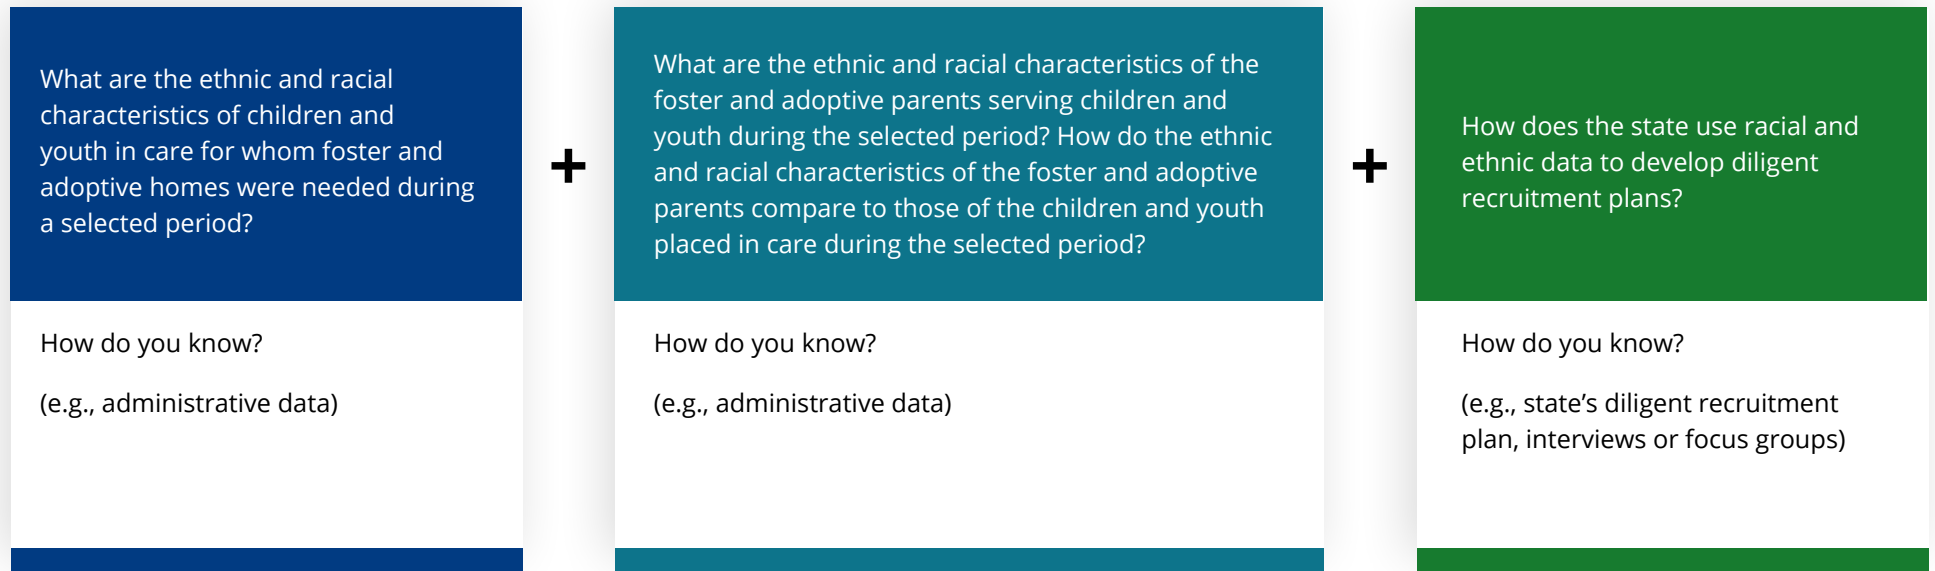 What are the ethnic and racial
characteristics of children and
youth in care for whom foster and
adoptive homes were needed during
a selected period?
How do you know?
(e.g., administrative data)
+
What are the ethnic and racial characteristics of the
foster and adoptive parents serving children and
youth during the selected period? How do the ethnic
and racial characteristics of the foster and adoptive
parents compare to those of the children and youth
placed in care during the selected period?
How do you know?
(e.g., administrative data)
+
How does the state use racial and
ethnic data to develop diligent
recruitment plans?
How do you know?
(e.g., state’s diligent recruitment
plan, interviews or focus groups)